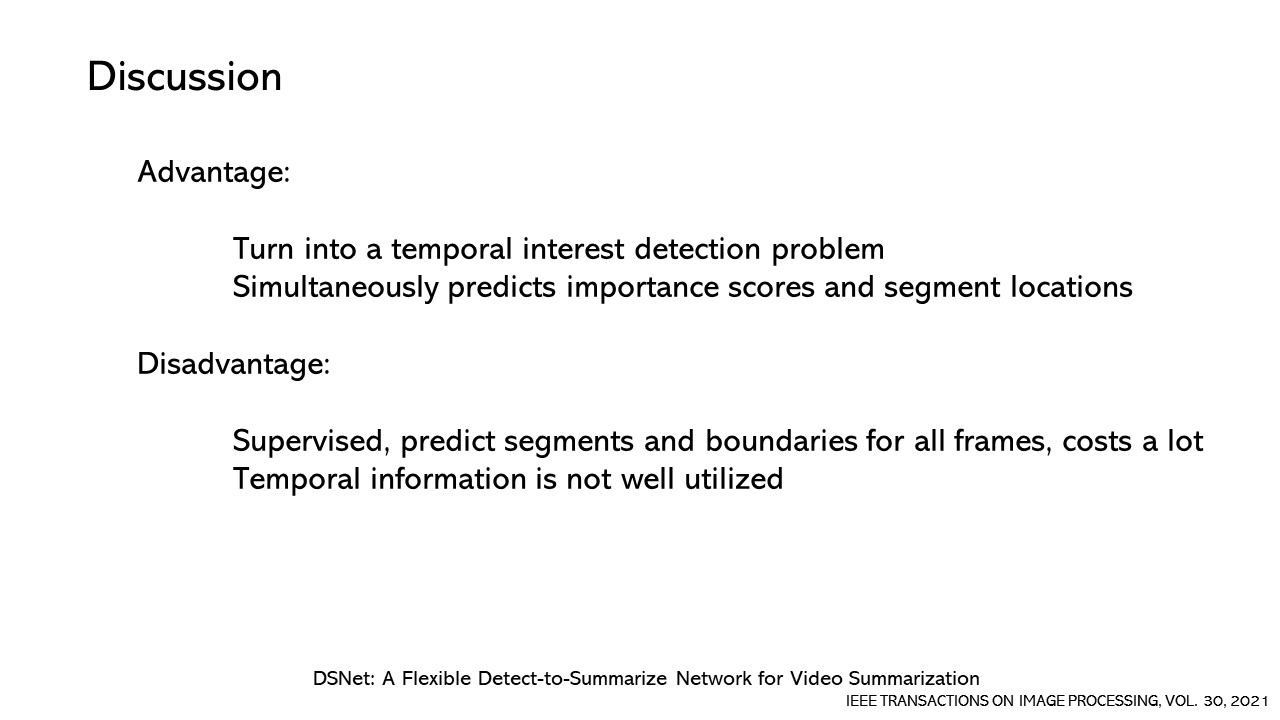 Discussion
Advantage:
Turn into a temporal interest detection problem
Simultaneously predicts importance scores and segment locations
Disadvantage:
Supervised, predict segments and boundaries for all frames, costs a lot
Temporal information is not well utilized
DSNet: A Flexible Detect-to-Summarize Network for Video Summarization
IEEE TRANSACTIONS ON IMAGE PROCESSING, VOL. 30, 2021